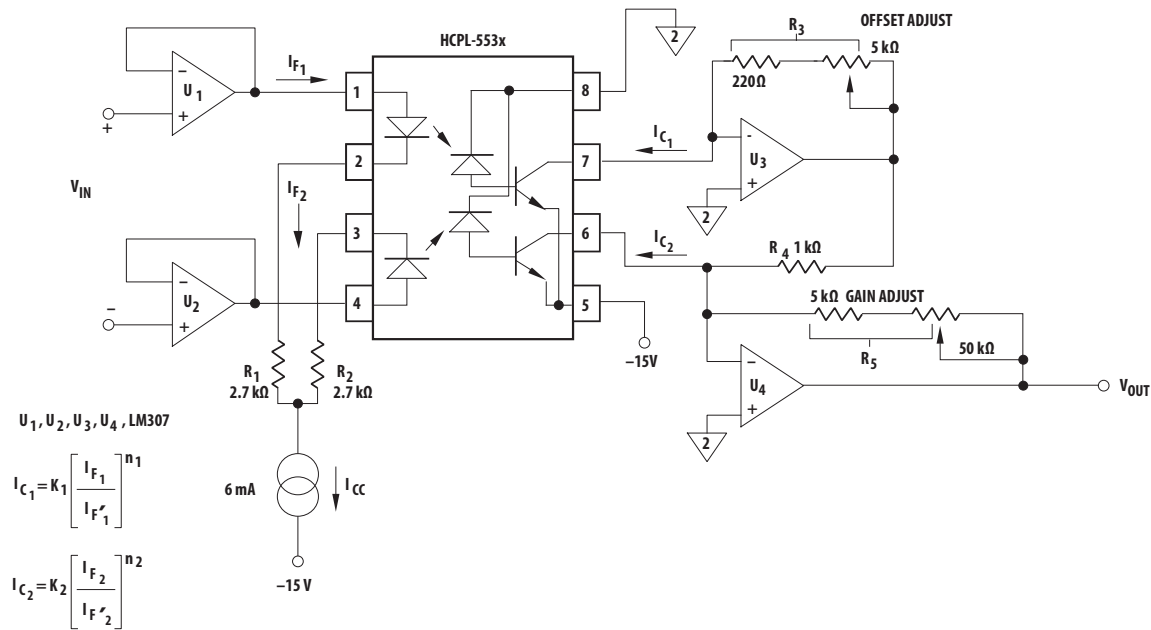 HCPL-553x
OFFSET ADJUST
R3
5 kΩ
220Ω
2
IF1
U1
-
+
1
8
IC1
7
U3
-
+
2
2
VIN
IF2
3
6
IC2
R4 1 kΩ
U2
−
+
−
4
5
−15V
5 kΩ GAIN ADJUST
R5
50 kΩ
R1
2.7 kΩ
R2
2.7 kΩ
U4
−
+
2
VOUT
U1, U2, U3, U4, LM307
IC1 = K1 [IF1 / IF′1] n1
6 mA
ICC
−15 V
IC2 = K2 [IF2 / IF′2] n2